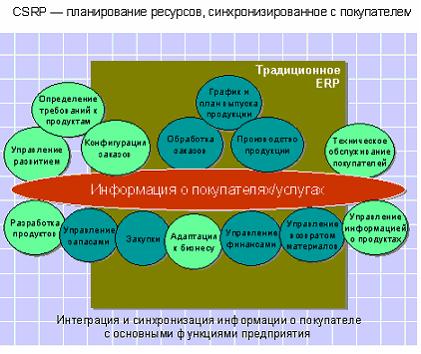 CSRP — планирование ресурсов, синхронизированное с покупателем
Традиционное
ERP
График и
план выпуска
продукции
Определение
требований к
продуктам
Конфигурация
заказов
Обработка
заказов
Производство
продукции
Техническое
обслуживание
покупателей
Управление
развитием
Информация о покупателях/услугах
Разработка
продуктов
Управление
запасами
Закупки
Адаптация
к бизнесу
Управление
финансами
Управление
возвратом
материалов
Управление
информацией
о продуктах
Интеграция и синхронизация информации о покупателе
с основными функциями предприятия